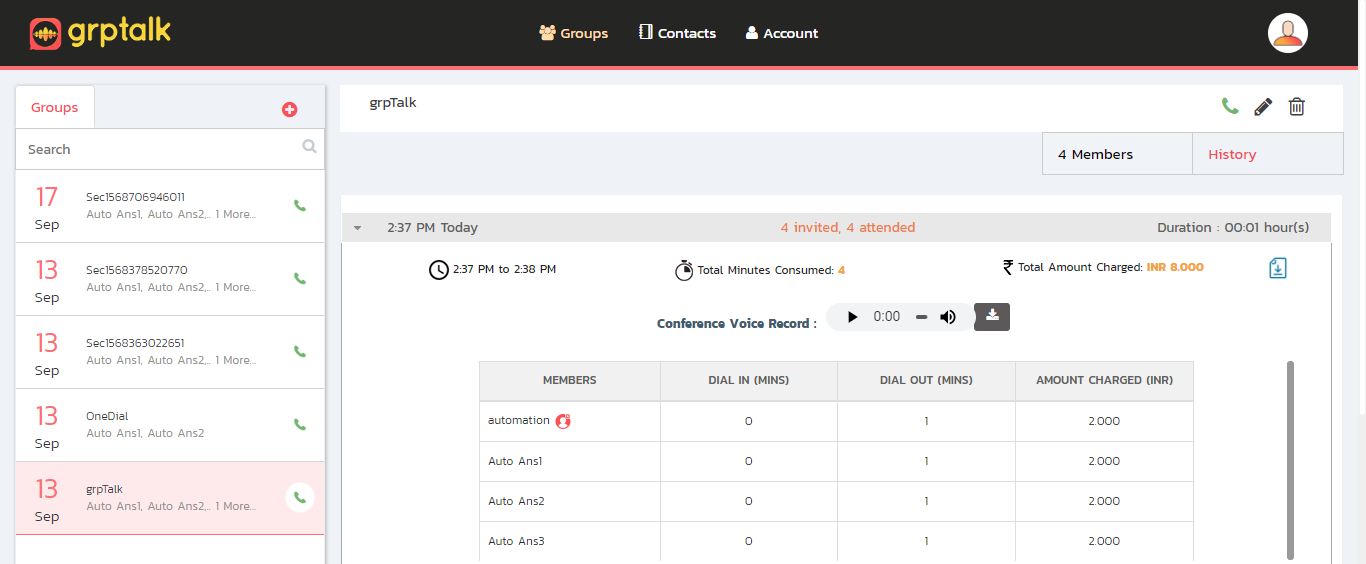 grptalk
Groups
Contacts
Account
Groups
Search
17
Sep
Sec1568706946011
Auto Ans1, Auto Ans2,.. 1 More...
13
Sep
Sec1568378520770
Auto Ans1, Auto Ans2,.. 1 More...
13
Sep
Sec1568363022651
Auto Ans1, Auto Ans2,.. 1 More...
13
Sep
OneDial
Auto Ans1, Auto Ans2
13
Sep
grpTalk
Auto Ans1, Auto Ans2,.. 1 More...
grpTalk
4 Members
History
2:37 PM Today
4 invited, 4 attended
Duration : 00:01 hour(s)
2:37 PM to 2:38 PM
Total Minutes Consumed: 4
₹ Total Amount Charged: INR 8.000
Conference Voice Record :
0:00
MEMBERS DIAL IN (MINS) DIAL OUT (MINS) AMOUNT CHARGED (INR)
automation 0 1 2.000
Auto Ans1 0 1 2.000
Auto Ans2 0 1 2.000
Auto Ans3 0 1 2.000